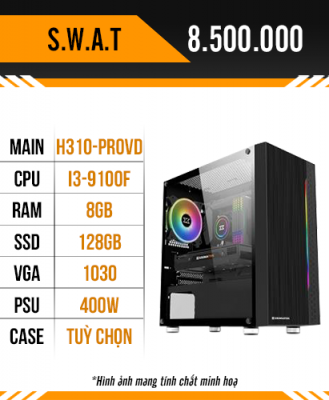 S.W.A.T 8.500.000
MAIN H310-PROVD
CPU I3-9100F
RAM 8GB
SSD 128GB
VGA 1030
PSU 400W
CASE TUỲ CHỌN
*Hình ảnh mang tính chất minh hoạ